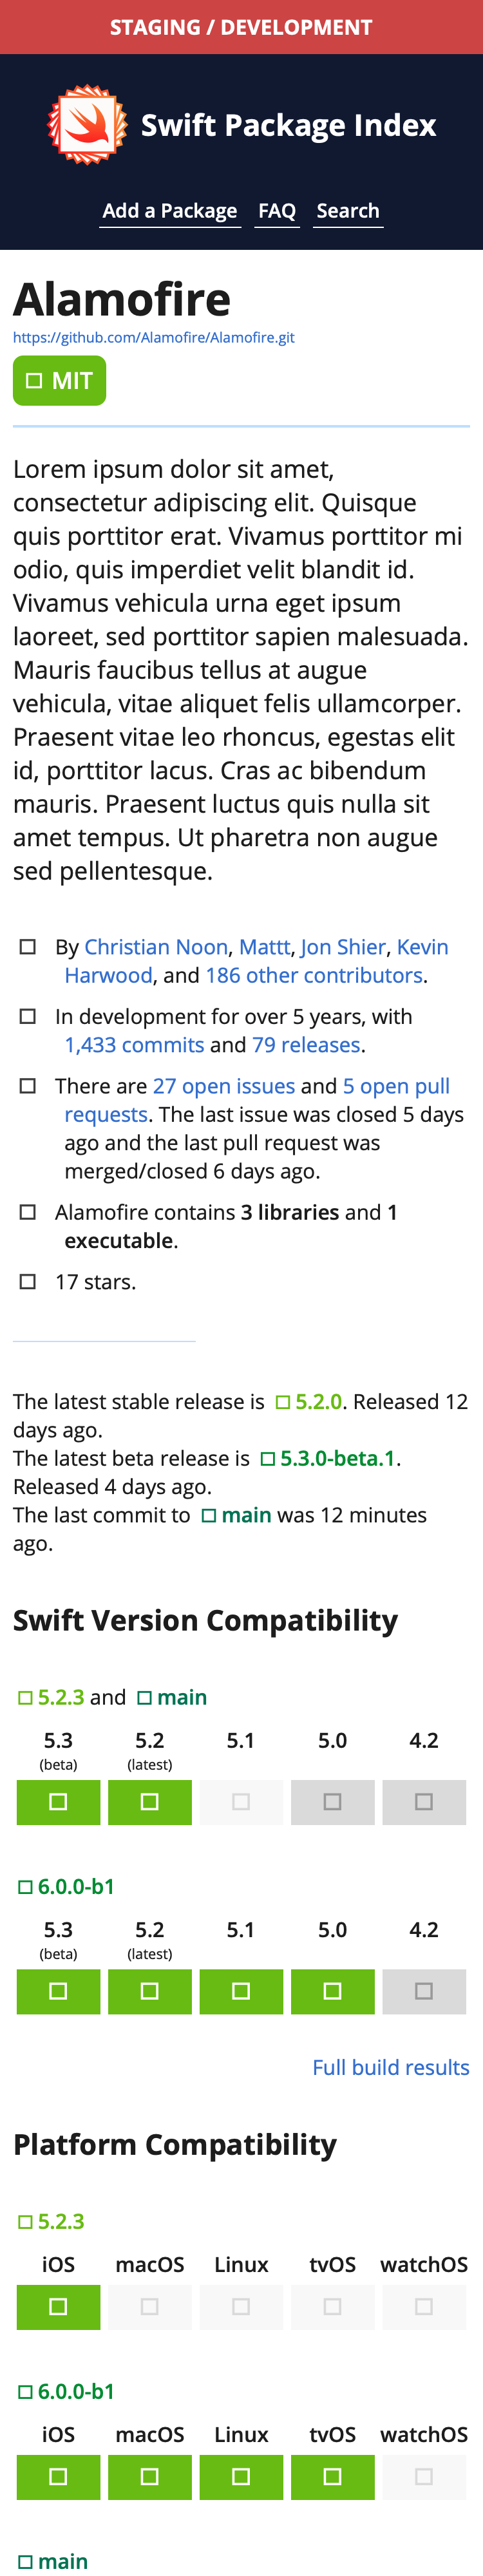 STAGING / DEVELOPMENT
Swift Package Index
Add a Package FAQ Search
Alamofire
https://github.com/Alamofire/Alamofire.git
MIT
Lorem ipsum dolor sit amet,
consectetur adipiscing elit. Quisque
quis porttitor erat. Vivamus porttitor mi
odio, quis imperdiet velit blandit id.
Vivamus vehicula urna eget ipsum
laoreet, sed porttitor sapien malesuada.
Mauris faucibus tellus at augue
vehicula, vitae aliquet felis ullamcorper.
Praesent vitae leo rhoncus, egestas elit
id, porttitor lacus. Cras ac bibendum
mauris. Praesent luctus quis nulla sit
amet tempus. Ut pharetra non augue
sed pellentesque.
By Christian Noon, Mattt, Jon Shier, Kevin
Harwood, and 186 other contributors.
In development for over 5 years, with
1,433 commits and 79 releases.
There are 27 open issues and 5 open pull
requests. The last issue was closed 5 days
ago and the last pull request was
merged/closed 6 days ago.
Alamofire contains 3 libraries and 1
executable.
17 stars.
The latest stable release is 5.2.0. Released 12
days ago.
The latest beta release is 5.3.0-beta.1.
Released 4 days ago.
The last commit to main was 12 minutes
ago.
Swift Version Compatibility
5.2.3 and main
5.3 5.2 5.1 5.0 4.2
(beta) (latest)
6.0.0-b1
5.3 5.2 5.1 5.0 4.2
(beta) (latest)
Full build results
Platform Compatibility
5.2.3
iOS macOS Linux tvOS watchOS
6.0.0-b1
iOS macOS Linux tvOS watchOS
main